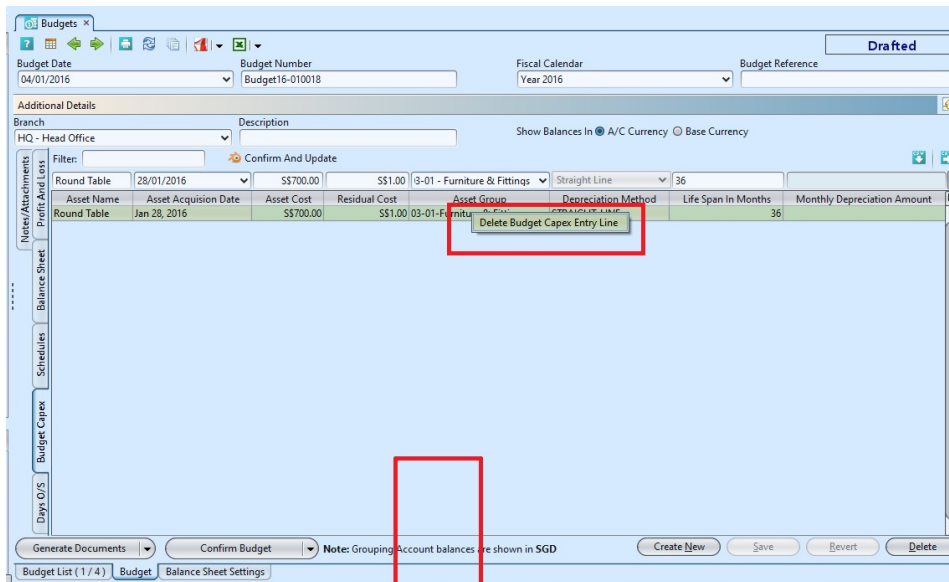 Budgets ×
Drafted
Budget Date Budget Number Fiscal Calendar Budget Reference
04/01/2016 Budget16-010018 Year 2016
Additional Details
Branch Description
HQ - Head Office Show Balances In A/C Currency Base Currency
Filter: Confirm And Update
Round Table 28/01/2016 S$700.00 S$1.00 3-01 - Furniture & Fittings Straight Line 36
Asset Name Asset Acquisition Date Asset Cost Residual Cost Asset Group Depreciation Method Life Span In Months Monthly Depreciation Amount
Round Table Jan 28, 2016 S$700.00 S$1.00 03-01-Furniture 36
Delete Budget Capex Entry Line
Notes/Attachments
Profit And Loss
Balance Sheet
Schedules
Budget Capex
Days O/S
Generate Documents Confirm Budget Note: Grouping Account balances are shown in SGD Create New Save Revert Delete
Budget List ( 1 / 4 ) Budget Balance Sheet Settings